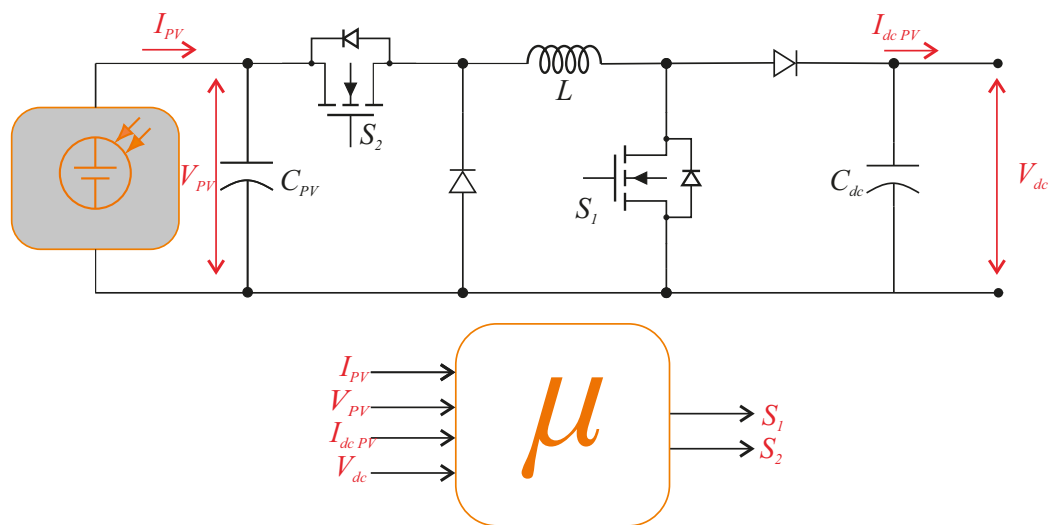 I_PV
I_dc PV
V_PV
C_PV
S_2
L
S_1
C_dc
V_dc
I_PV
V_PV
I_dc PV
V_dc
μ
S_1
S_2